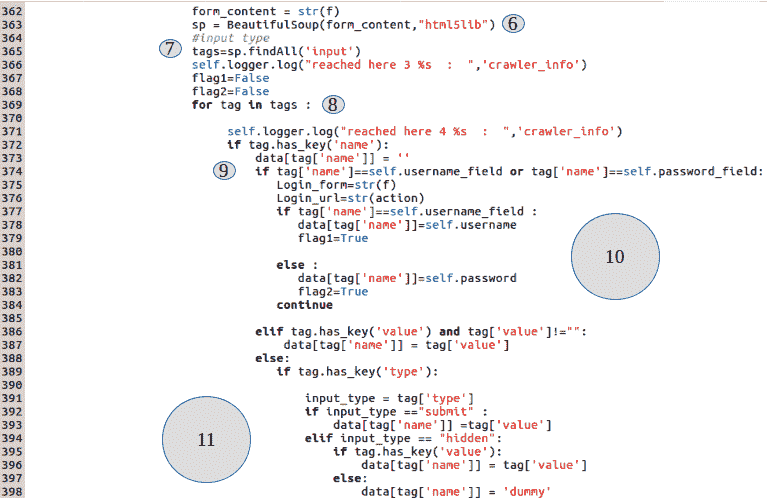 362 form_content = str(f)
363 sp = BeautifulSoup(form_content,"html5lib") 6
364 #input type
7
365 tags=sp.findAll('input')
366 self.logger.log("reached here 3 %s  :  ",'crawler_info')
367 flag1=False
368 flag2=False
369 for tag in tags : 8
370
371 self.logger.log("reached here 4 %s  :  ",'crawler_info')
372 if tag.has_key('name'):
373 data[tag['name']] = ''
374 9 if tag['name']==self.username_field or tag['name']==self.password_field:
375 Login_form=str(f)
376 Login_url=str(action)
377 if tag['name']==self.username_field :
378 data[tag['name']]=self.username
379 flag1=True
10
380
381 else :
382 data[tag['name']]=self.password
383 flag2=True
384 continue
385
386 elif tag.has_key('value') and tag['value']!="":
387 data[tag['name']] = tag['value']
388 else:
389 if tag.has_key('type'):
390
391 input_type = tag['type']
392 if input_type =="submit" :
393 data[tag['name']] =tag['value']
394 elif input_type == "hidden":
11
395 if tag.has_key('value'):
396 data[tag['name']] = tag['value']
397 else:
398 data[tag['name']] = 'dummy'